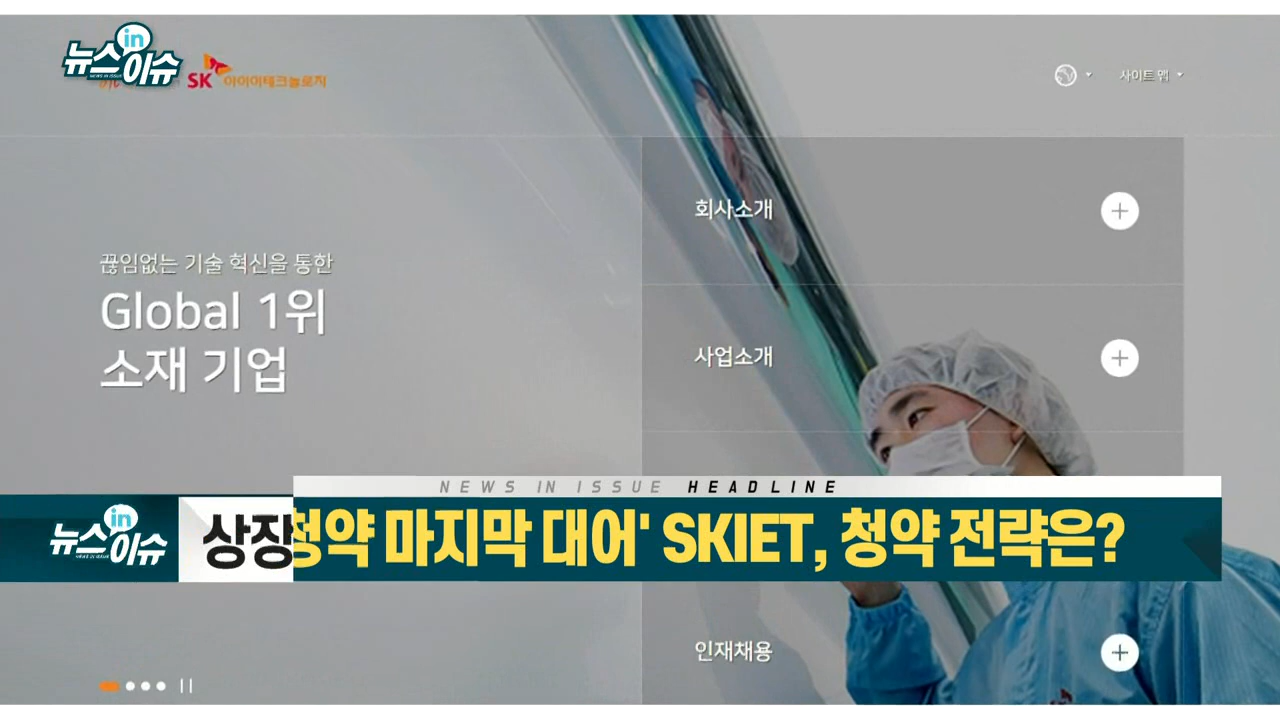 뉴스in이슈
SK 아이이테크놀로지
사이트 맵
회사소개
끊임없는 기술 혁신을 통한
Global 1위
소재 기업
사업소개
NEWS IN ISSUE HEADLINE
뉴스in이슈
상장
청약 마지막 대어' SKIET, 청약 전략은?
인재채용